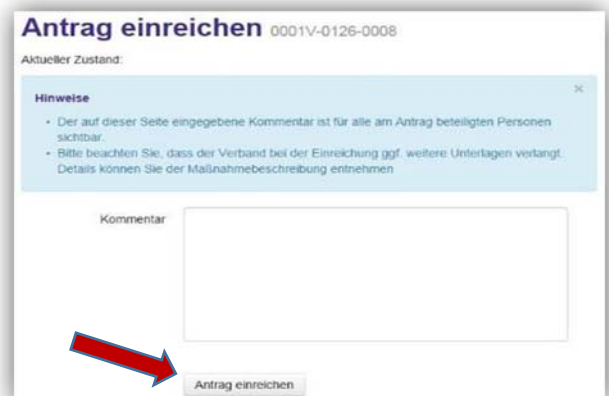 Antrag einreichen 0001V-0126-0008
Aktueller Zustand:
×
Hinweise
• Der auf dieser Seite eingegebene Kommentar ist für alle am Antrag beteiligten Personen
sichtbar.
• Bitte beachten Sie, dass der Verband bei der Einreichung ggf. weitere Unterlagen verlangt.
Details können Sie der Maßnahmebeschreibung entnehmen
Kommentar
Antrag einreichen